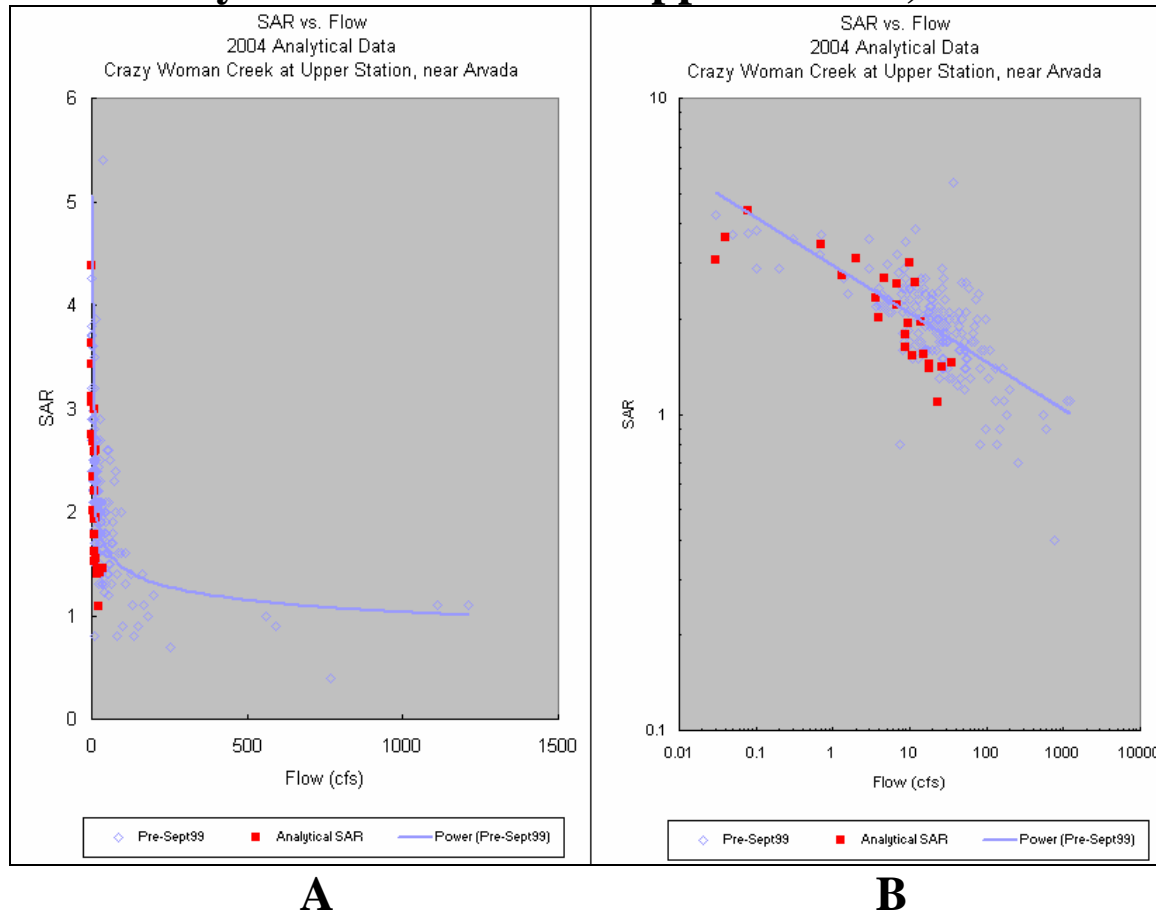 SAR vs. Flow
2004 Analytical Data
Crazy Woman Creek at Upper Station, near Arvada
6
5
4
3
2
1
0
SAR
0 500 1000 1500
Flow (cfs)
Pre-Sept99 Analytical SAR Power (Pre-Sept99)
A
SAR vs. Flow
2004 Analytical Data
Crazy Woman Creek at Upper Station, near Arvada
10
1
0.1
SAR
0.01 0.1 1 10 100 1000 10000
Flow (cfs)
Pre-Sept99 Analytical SAR Power (Pre-Sept99)
B